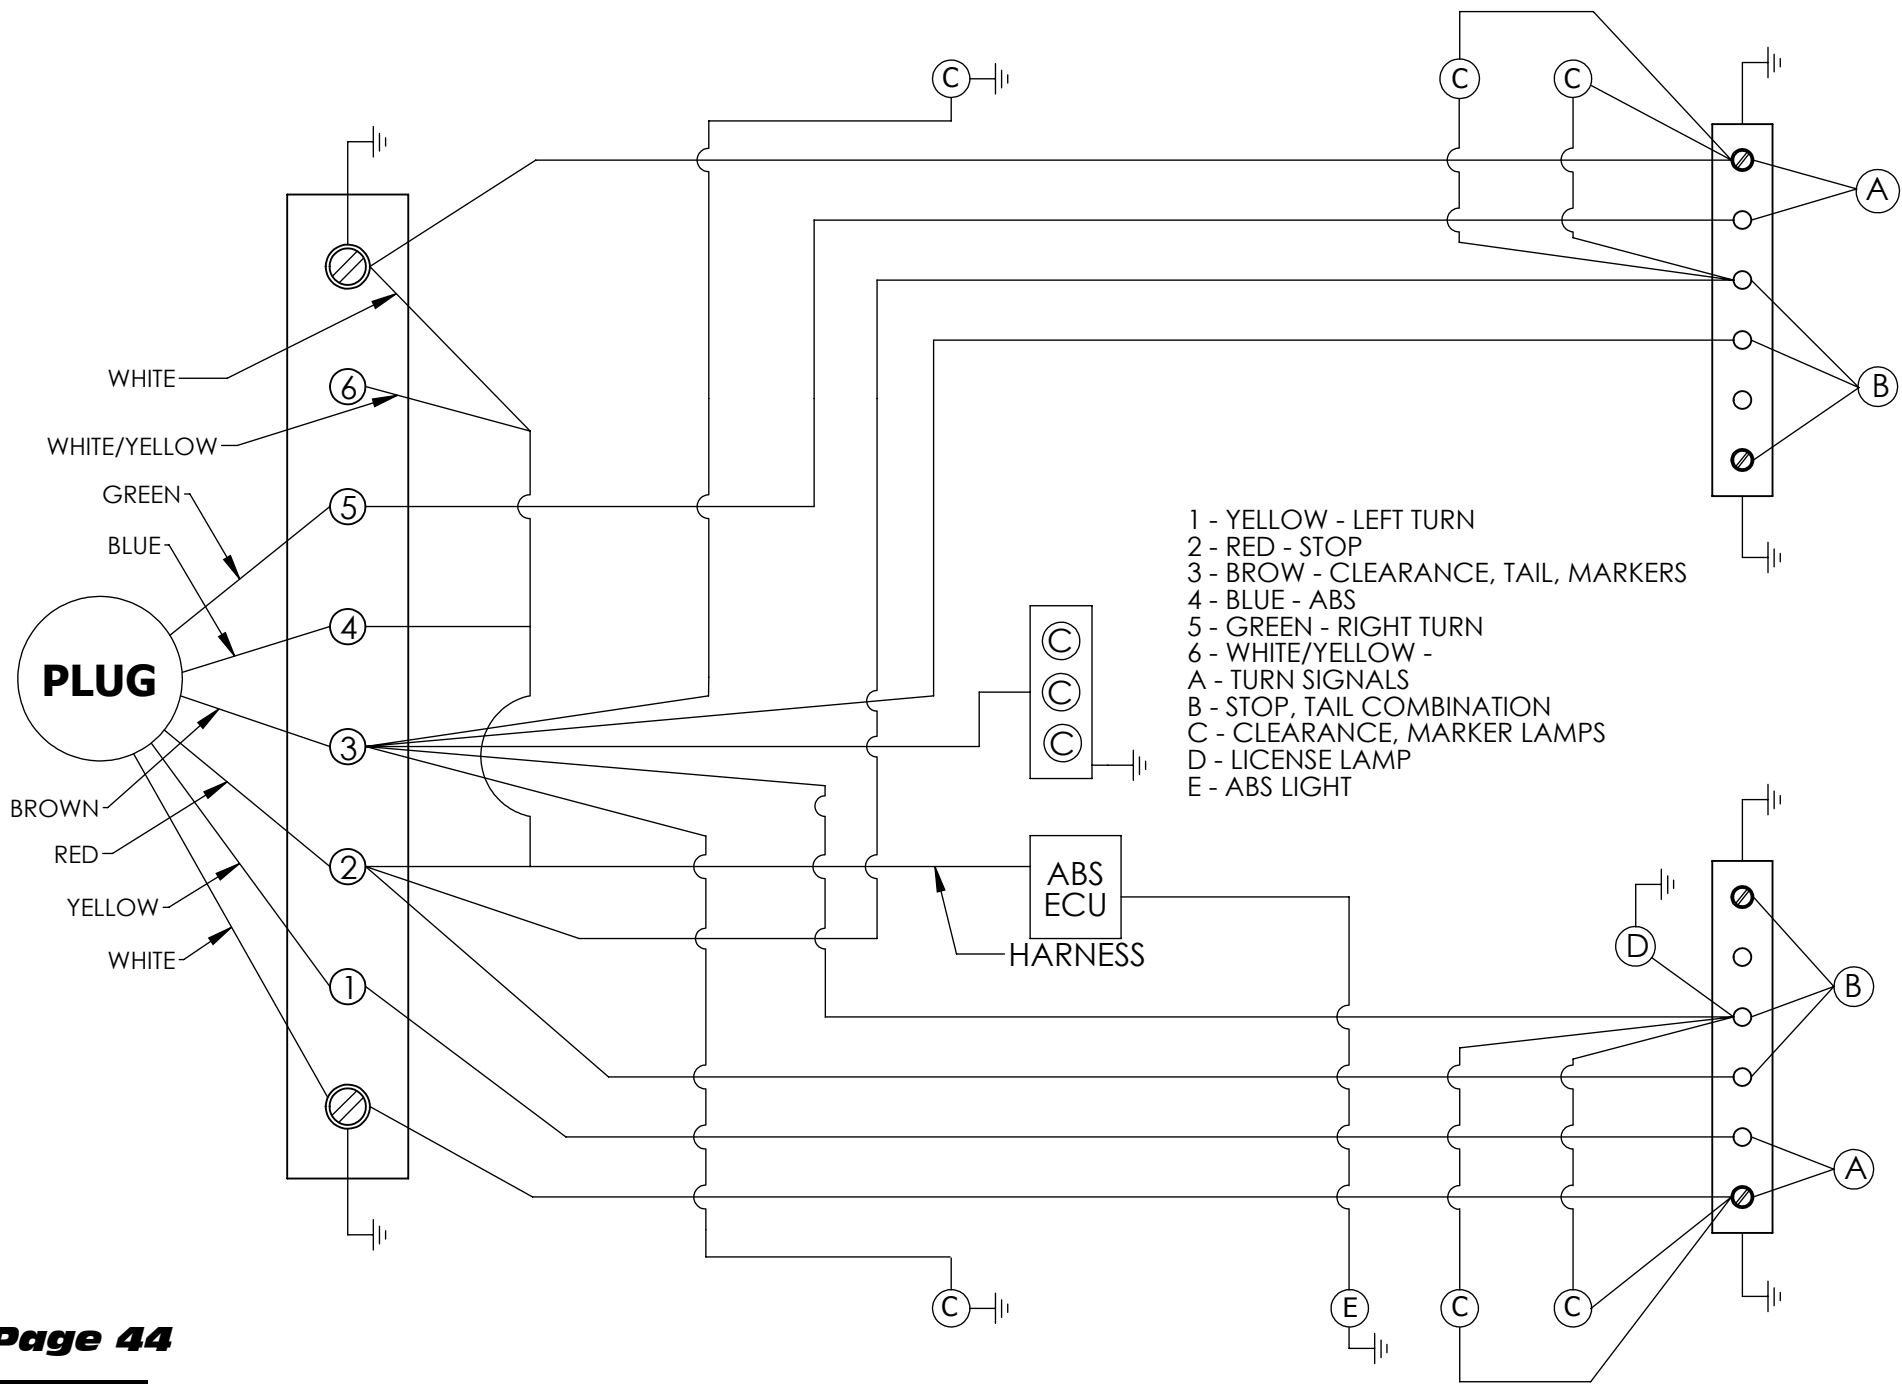 C
C
C
A
WHITE
6
B
WHITE/YELLOW
GREEN
5
BLUE
4
PLUG
3
BROWN
RED
2
YELLOW
WHITE
1
1 - YELLOW - LEFT TURN
2 - RED - STOP
3 - BROW - CLEARANCE, TAIL, MARKERS
4 - BLUE - ABS
5 - GREEN - RIGHT TURN
6 - WHITE/YELLOW -
A - TURN SIGNALS
B - STOP, TAIL COMBINATION
C - CLEARANCE, MARKER LAMPS
D - LICENSE LAMP
E - ABS LIGHT
C
C
C
ABS
ECU
HARNESS
D
B
A
C
E
C
C
Page 44